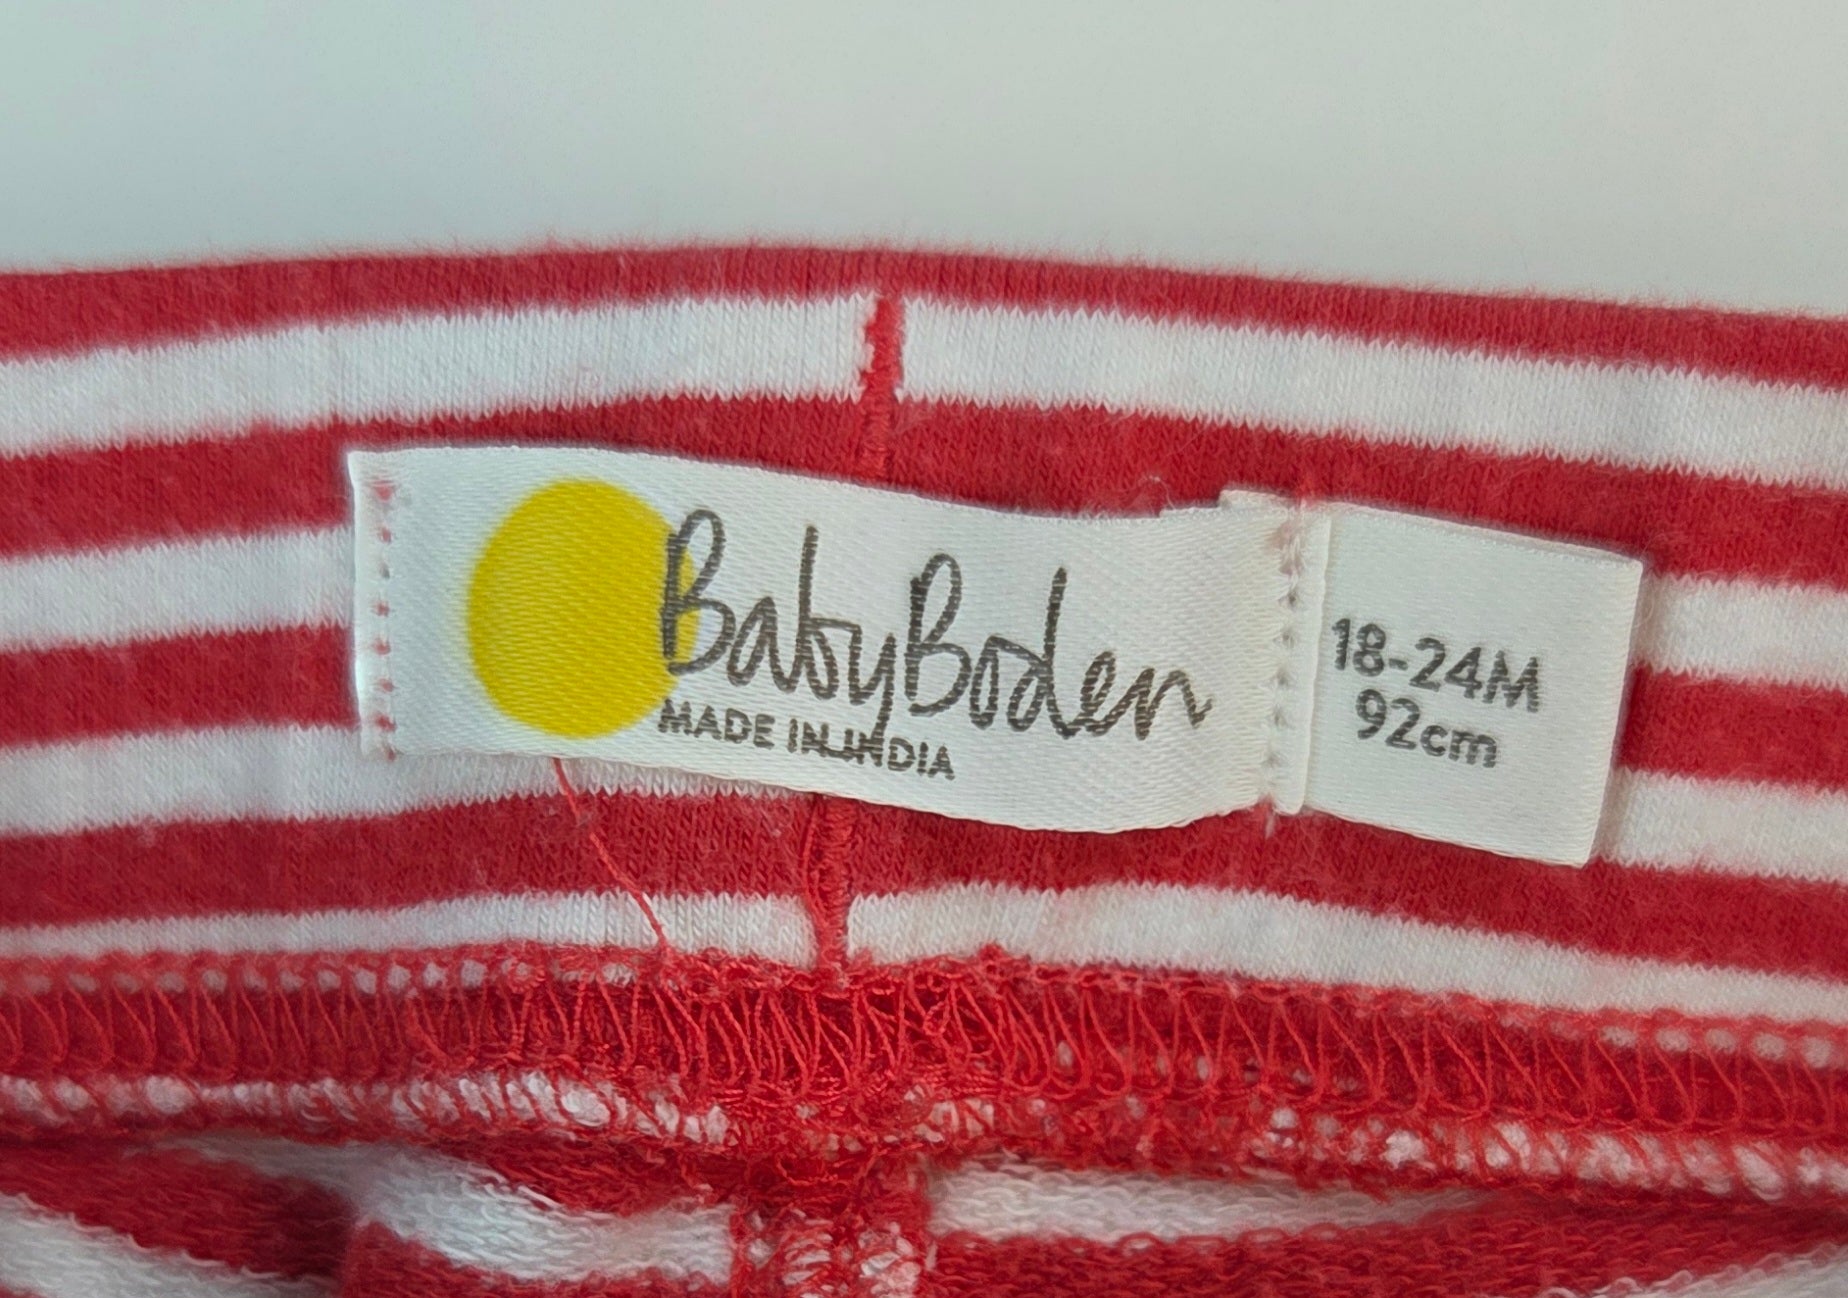 BabyBoden
MADE IN INDIA
18-24M
92cm